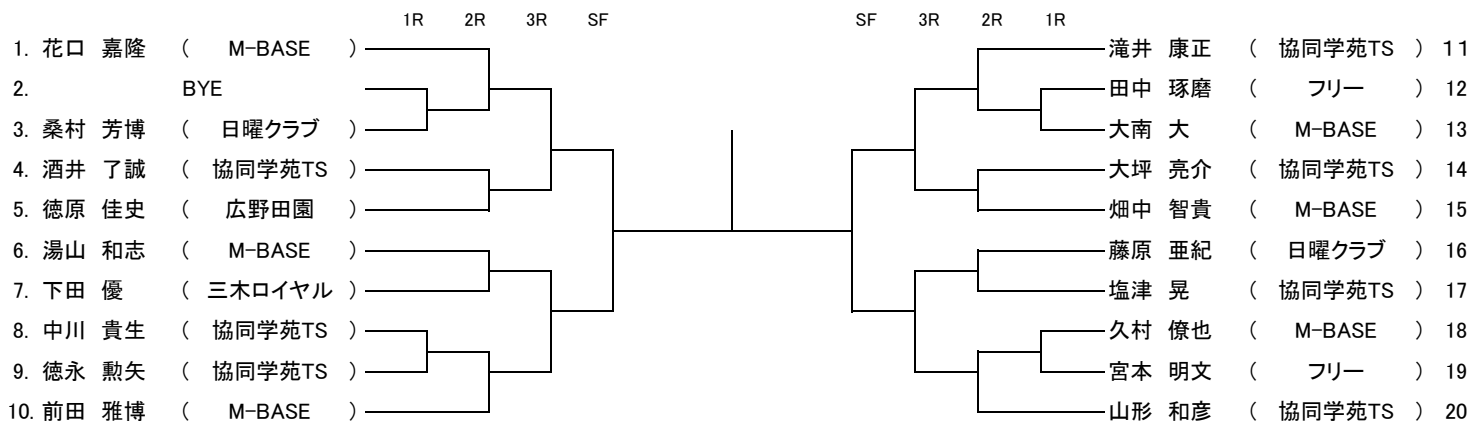 1R 2R 3R SF SF 3R 2R 1R
1. 花口 嘉隆 ( M-BASE ) 滝井 康正 ( 協同学苑TS ) 11
2. BYE 田中 琢磨 ( フリー ) 12
3. 桑村 芳博 ( 日曜クラブ ) 大南 大 ( M-BASE ) 13
4. 酒井 了誠 ( 協同学苑TS ) 大坪 亮介 ( 協同学苑TS ) 14
5. 徳原 佳史 ( 広野田園 ) 畑中 智貴 ( M-BASE ) 15
6. 湯山 和志 ( M-BASE ) 藤原 亜紀 ( 日曜クラブ ) 16
7. 下田 優 ( 三木ロイヤル ) 塩津 晃 ( 協同学苑TS ) 17
8. 中川 貴生 ( 協同学苑TS ) 久村 僚也 ( M-BASE ) 18
9. 徳永 勲矢 ( 協同学苑TS ) 宮本 明文 ( フリー ) 19
10. 前田 雅博 ( M-BASE ) 山形 和彦 ( 協同学苑TS ) 20